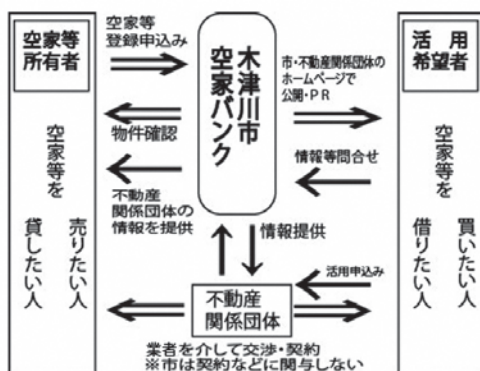 空家等
所有者
空家等を
売りたい人
貸したい人
空家等
登録申込み
物件確認
不動産
関係団体の
情報を提供
木津川市
空家バンク
市・不動産関係団体の
ホームページで
公開・PR
情報等問合せ
情報提供
活用申込み
不動産
関係団体
業者を介して交渉・契約
※市は契約などに関与しない
活用
希望者
空家等を
買いたい人
借りたい人